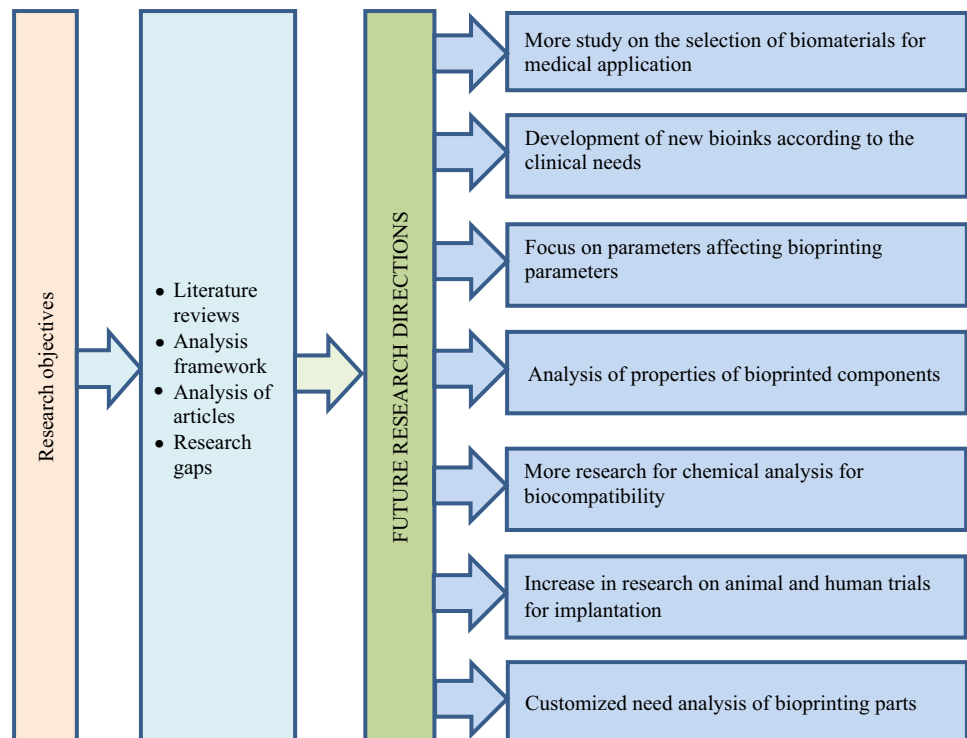 Research objectives
• Literature
reviews
• Analysis
framework
• Analysis of
articles
• Research
gaps
FUTURE RESEARCH DIRECTIONS
More study on the selection of biomaterials for
medical application
Development of new bioinks according to the
clinical needs
Focus on parameters affecting bioprinting
parameters
Analysis of properties of bioprinted components
More research for chemical analysis for
biocompatibility
Increase in research on animal and human trials
for implantation
Customized need analysis of bioprinting parts